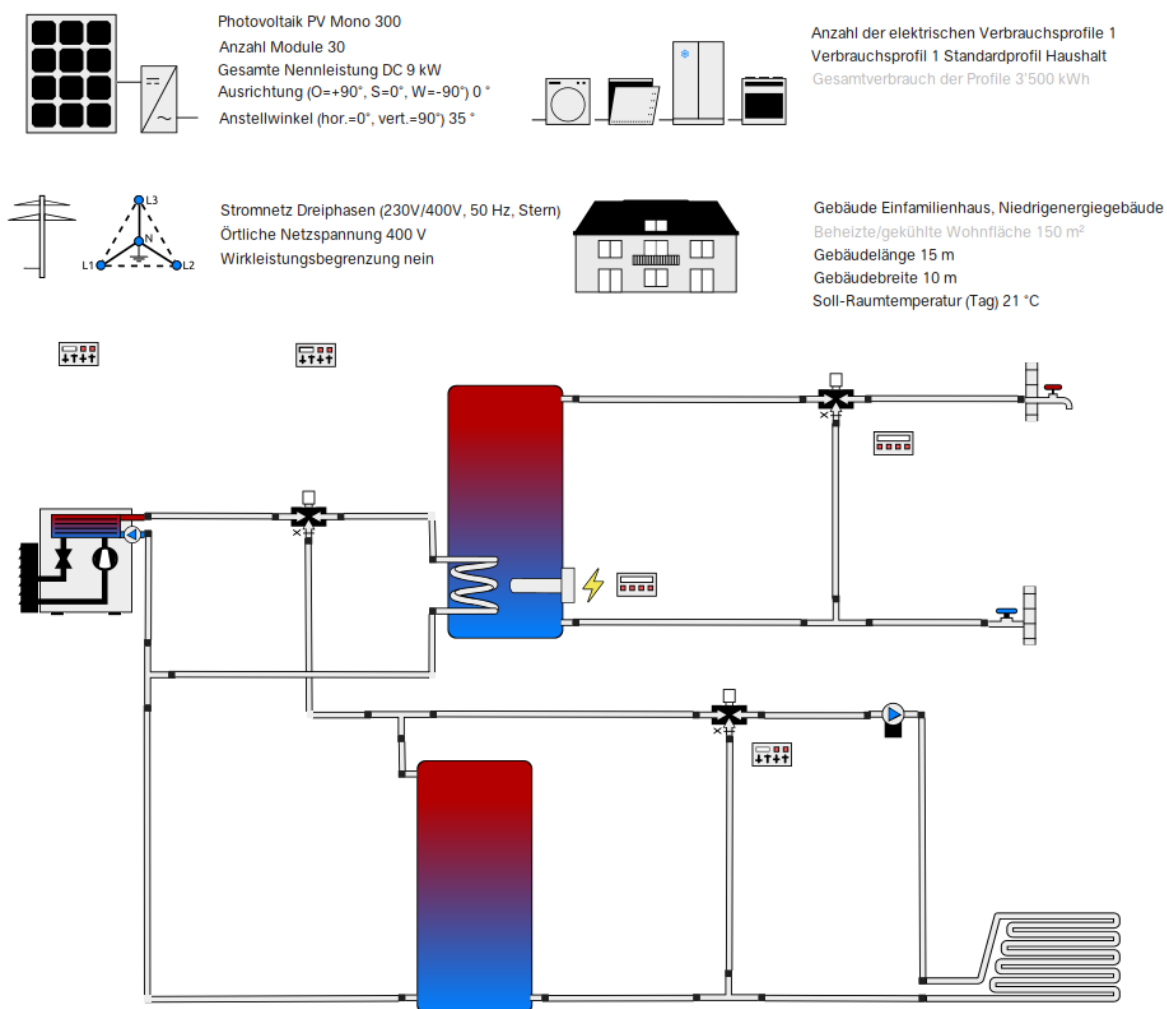 Photovoltaik PV Mono 300
Anzahl Module 30
Gesamte Nennleistung DC 9 kW
Ausrichtung (O=+90°, S=0°, W=-90°) 0 °
Anstellwinkel (hor.=0°, vert.=90°) 35 °
Anzahl der elektrischen Verbrauchsprofile 1
Verbrauchsprofil 1 Standardprofil Haushalt
Gesamtverbrauch der Profile 3'500 kWh
L3
N
L1
L2
Stromnetz Dreiphasen (230V/400V, 50 Hz, Stern)
Örtliche Netzspannung 400 V
Wirkleistungsbegrenzung nein
Gebäude Einfamilienhaus, Niedrigenergiegebäude
Beheizte/gekühlte Wohnfläche 150 m²
Gebäudelänge 15 m
Gebäudebreite 10 m
Soll-Raumtemperatur (Tag) 21 °C